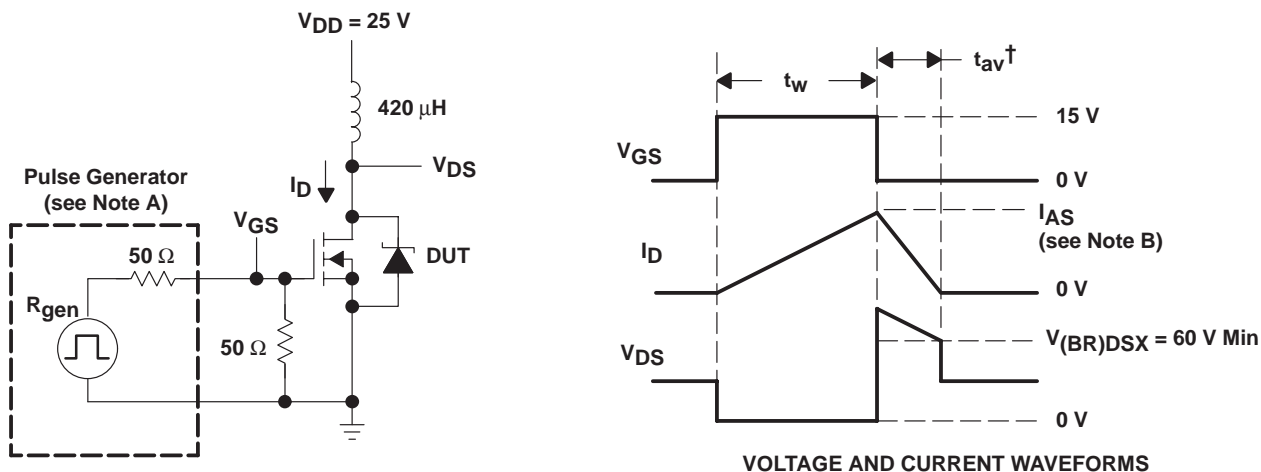 VDD = 25 V
420 μH
VDS
ID
Pulse Generator
(see Note A)
VGS
50 Ω
DUT
Rgen
50 Ω
tw
tav†
15 V
VGS
0 V
IAS
(see Note B)
ID
0 V
V(BR)DSX = 60 V Min
VDS
0 V
VOLTAGE AND CURRENT WAVEFORMS